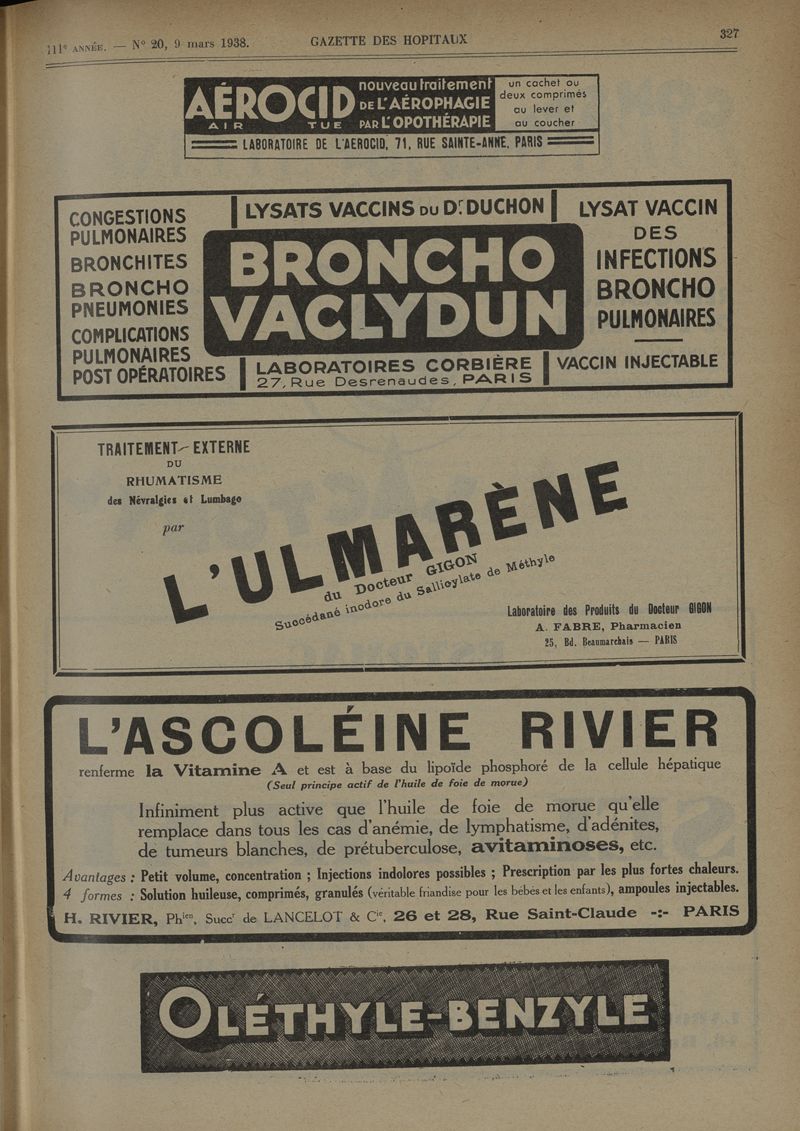 111e ANNÉE. — No 20, 9 mars 1938.
GAZETTE DES HOPITAUX
327
AÉROCID
AIR TUE
nouveau traitement
DE L'AÉROPHAGIE
PAR L'OPOTHÉRAPIE
un cachet ou
deux comprimés
au lever et
au coucher
LABORATOIRE DE L'AEROCID, 71, RUE SAINTE-ANNE, PARIS
CONGESTIONS
PULMONAIRES
BRONCHITES
BRONCHO
PNEUMONIES
COMPLICATIONS
PULMONAIRES
POST OPÉRATOIRES
LYSATS VACCINS DU Dr DUCHON
BRONCHO
VACLYDUN
LABORATOIRES CORBIÈRE
27, Rue Desrenaudes, PARIS
LYSAT VACCIN
DES
INFECTIONS
BRONCHO
PULMONAIRES
VACCIN INJECTABLE
TRAITEMENT - EXTERNE
DU
RHUMATISME
des Névralgies et Lumbago
par
L'ULMARÈNE
du Docteur GIGON
Succédané inodore du Salicylate de Méthyle
Laboratoire des Produits du Docteur GIGON
A. FABRE, Pharmacien
25, Bd. Beaumarchais — PARIS
L'ASCOLÉINE RIVIER
renferme la Vitamine A et est à base du lipoïde phosphoré de la cellule hépatique
(Seul principe actif de l'huile de foie de morue)
Infiniment plus active que l'huile de foie de morue qu'elle
remplace dans tous les cas d'anémie, de lymphatisme, d'adénites,
de tumeurs blanches, de prétuberculose, avitaminoses, etc.
Avantages : Petit volume, concentration ; Injections indolores possibles ; Prescription par les plus fortes chaleurs.
4 formes : Solution huileuse, comprimés, granulés (véritable friandise pour les bébés et les enfants), ampoules injectables.
H. RIVIER, Phien, Succr de LANCELOT & Cie, 26 et 28, Rue Saint-Claude -:- PARIS
OLÉTHYLE-BENZYLE